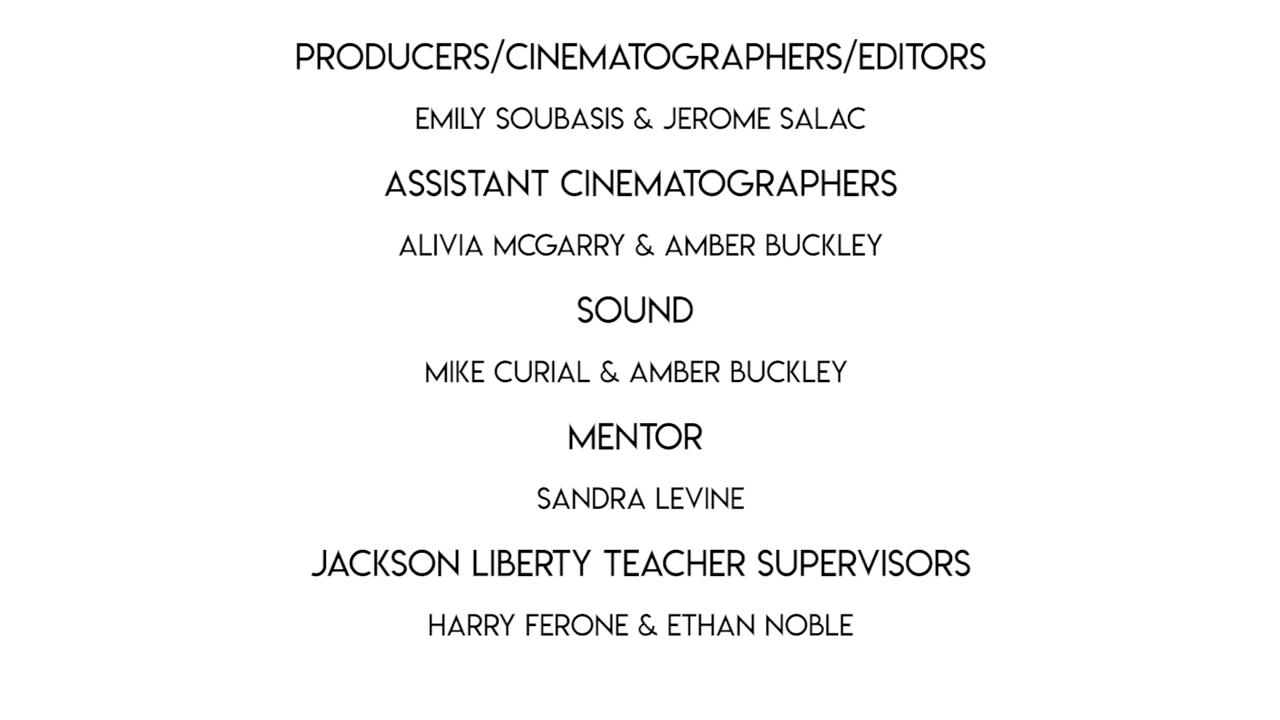 PRODUCERS/CINEMATOGRAPHERS/EDITORS
EMILY SOUBASIS & JEROME SALAC
ASSISTANT CINEMATOGRAPHERS
ALIVIA MCGARRY & AMBER BUCKLEY
SOUND
MIKE CURIAL & AMBER BUCKLEY
MENTOR
SANDRA LEVINE
JACKSON LIBERTY TEACHER SUPERVISORS
HARRY FERONE & ETHAN NOBLE